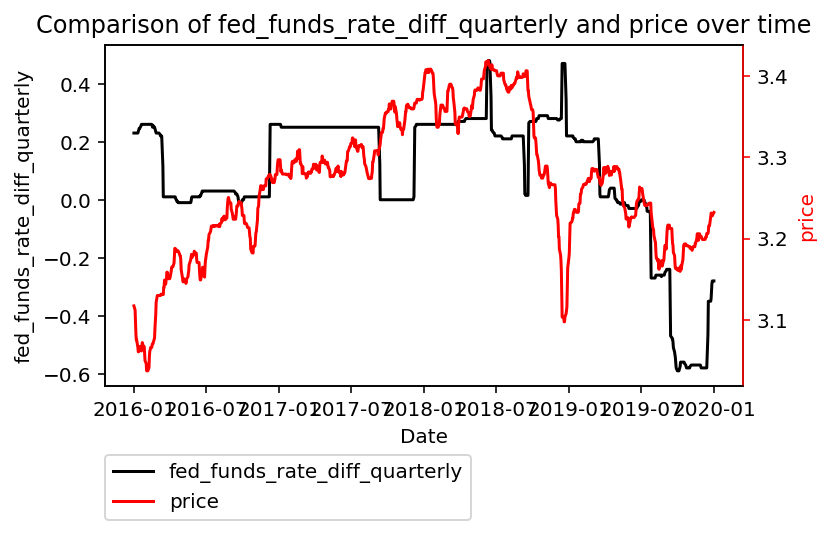 Comparison of fed_funds_rate_diff_quarterly and price over time
fed_funds_rate_diff_quarterly
0.4
0.2
0.0
−0.2
−0.4
−0.6
3.4
3.3
3.2
3.1
price
2016-01 2016-07 2017-01 2017-07 2018-01 2018-07 2019-01 2019-07 2020-01
Date
fed_funds_rate_diff_quarterly
price